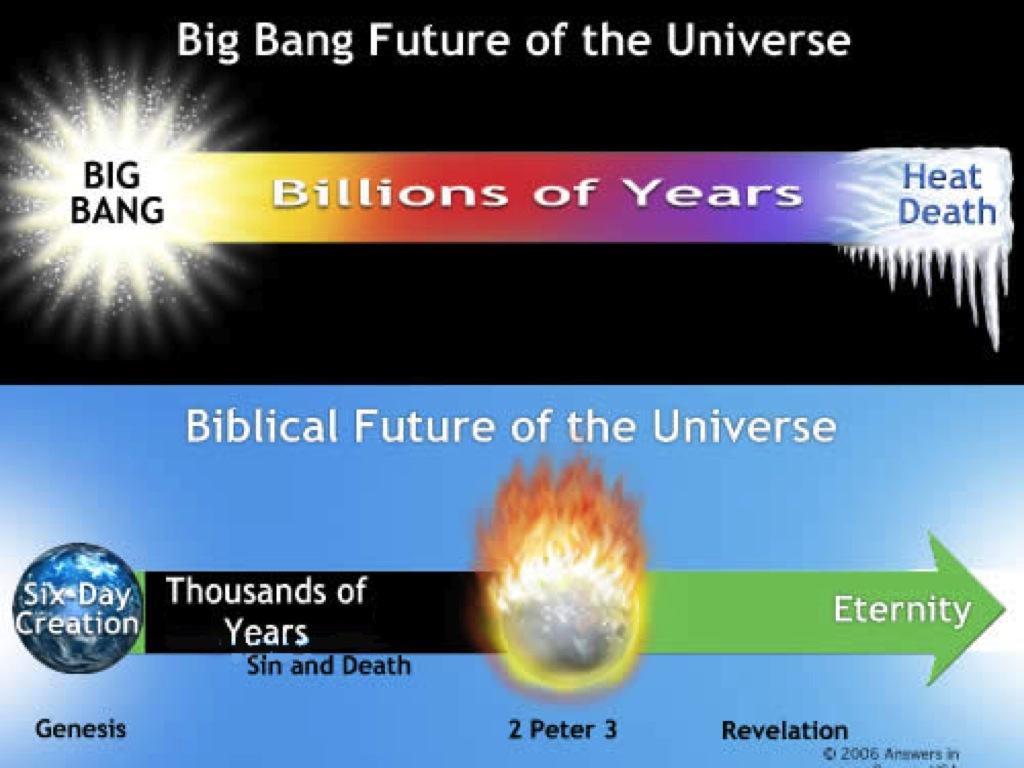 Big Bang Future of the Universe
BIG
BANG
Billions of Years
Heat
Death
Biblical Future of the Universe
Six-Day
Creation
Thousands of
Years
Sin and Death
Eternity
Genesis
2 Peter 3
Revelation
© 2006 Answers in